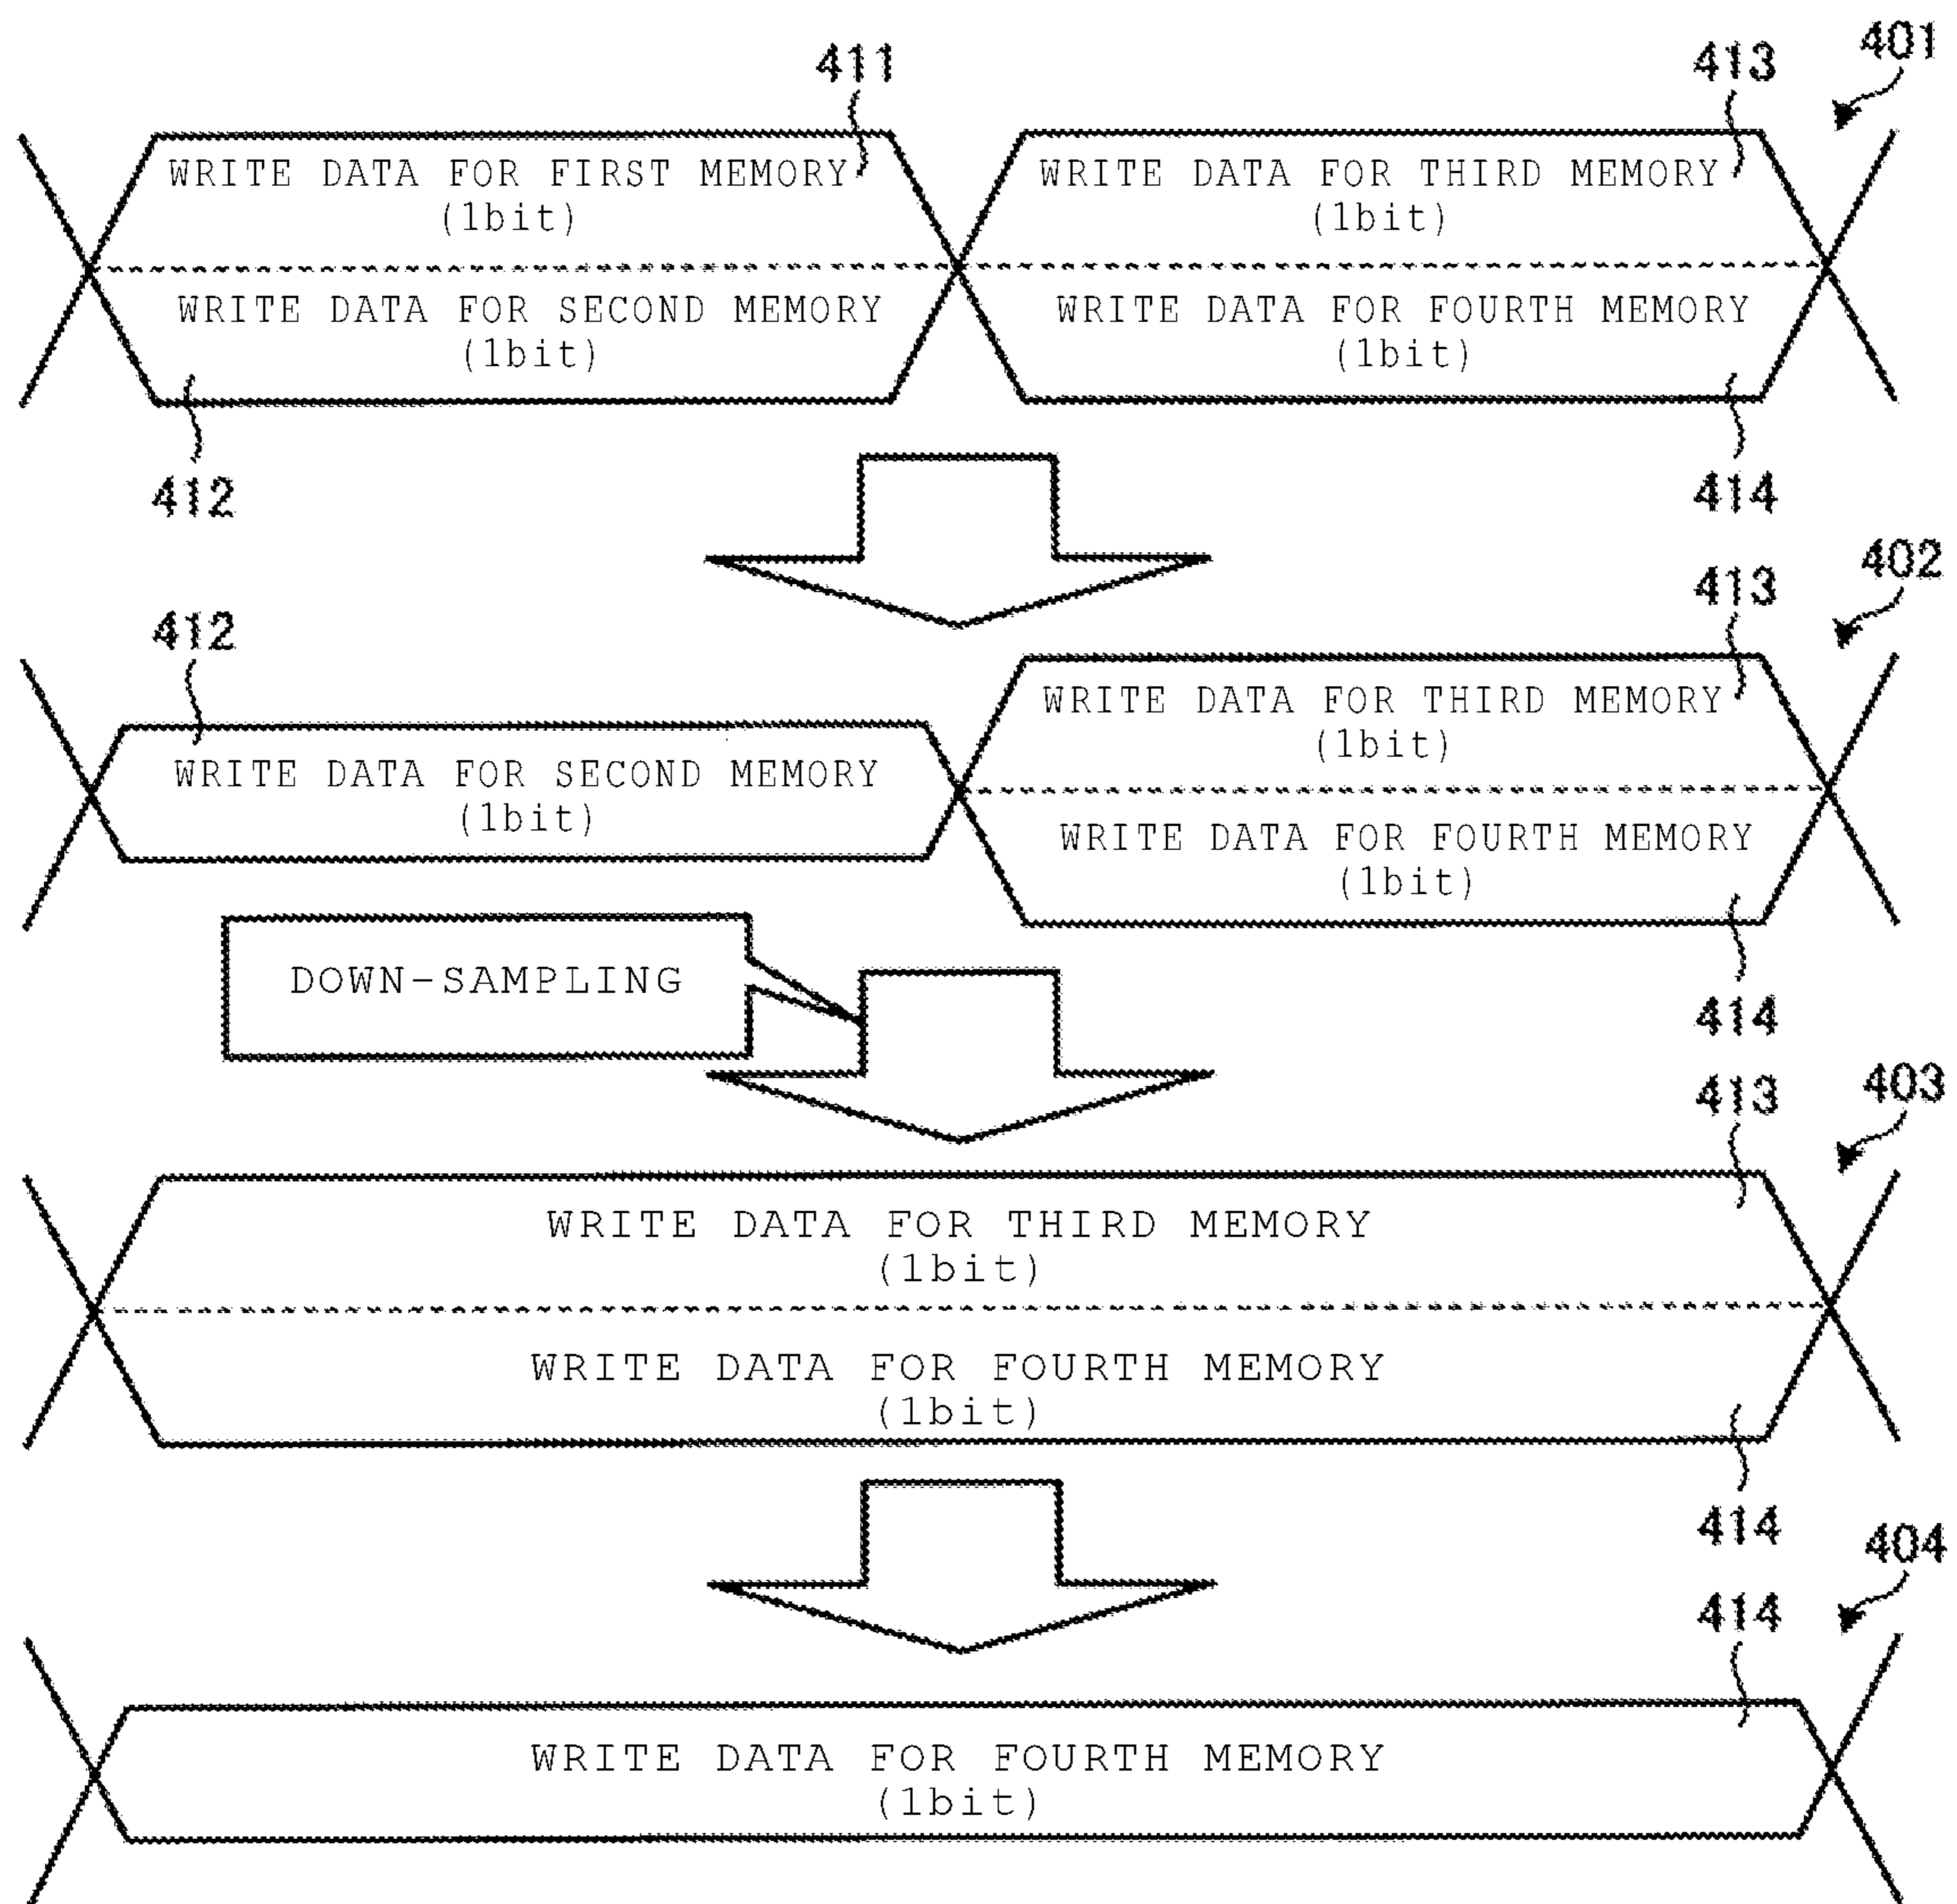 401
411
413
WRITE DATA FOR FIRST MEMORY
(1bit)
WRITE DATA FOR THIRD MEMORY
(1bit)
WRITE DATA FOR SECOND MEMORY
(1bit)
WRITE DATA FOR FOURTH MEMORY
(1bit)
412
414
402
413
412
WRITE DATA FOR THIRD MEMORY
(1bit)
WRITE DATA FOR SECOND MEMORY
(1bit)
WRITE DATA FOR FOURTH MEMORY
(1bit)
DOWN-SAMPLING
414
403
413
WRITE DATA FOR THIRD MEMORY
(1bit)
WRITE DATA FOR FOURTH MEMORY
(1bit)
414
404
414
WRITE DATA FOR FOURTH MEMORY
(1bit)